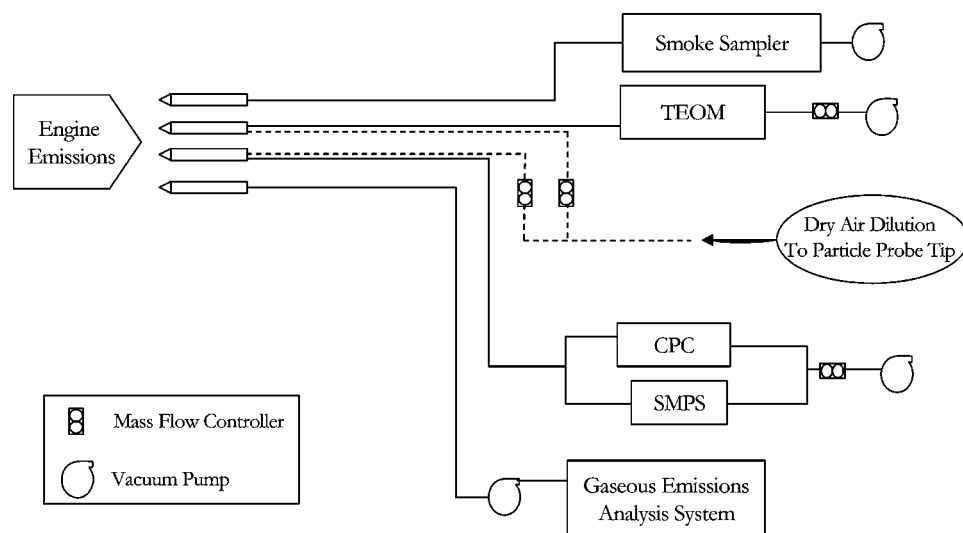 Smoke Sampler
TEOM
Engine
Emissions
Dry Air Dilution
To Particle Probe Tip
CPC
SMPS
Mass Flow Controller
Vacuum Pump
Gaseous Emissions
Analysis System